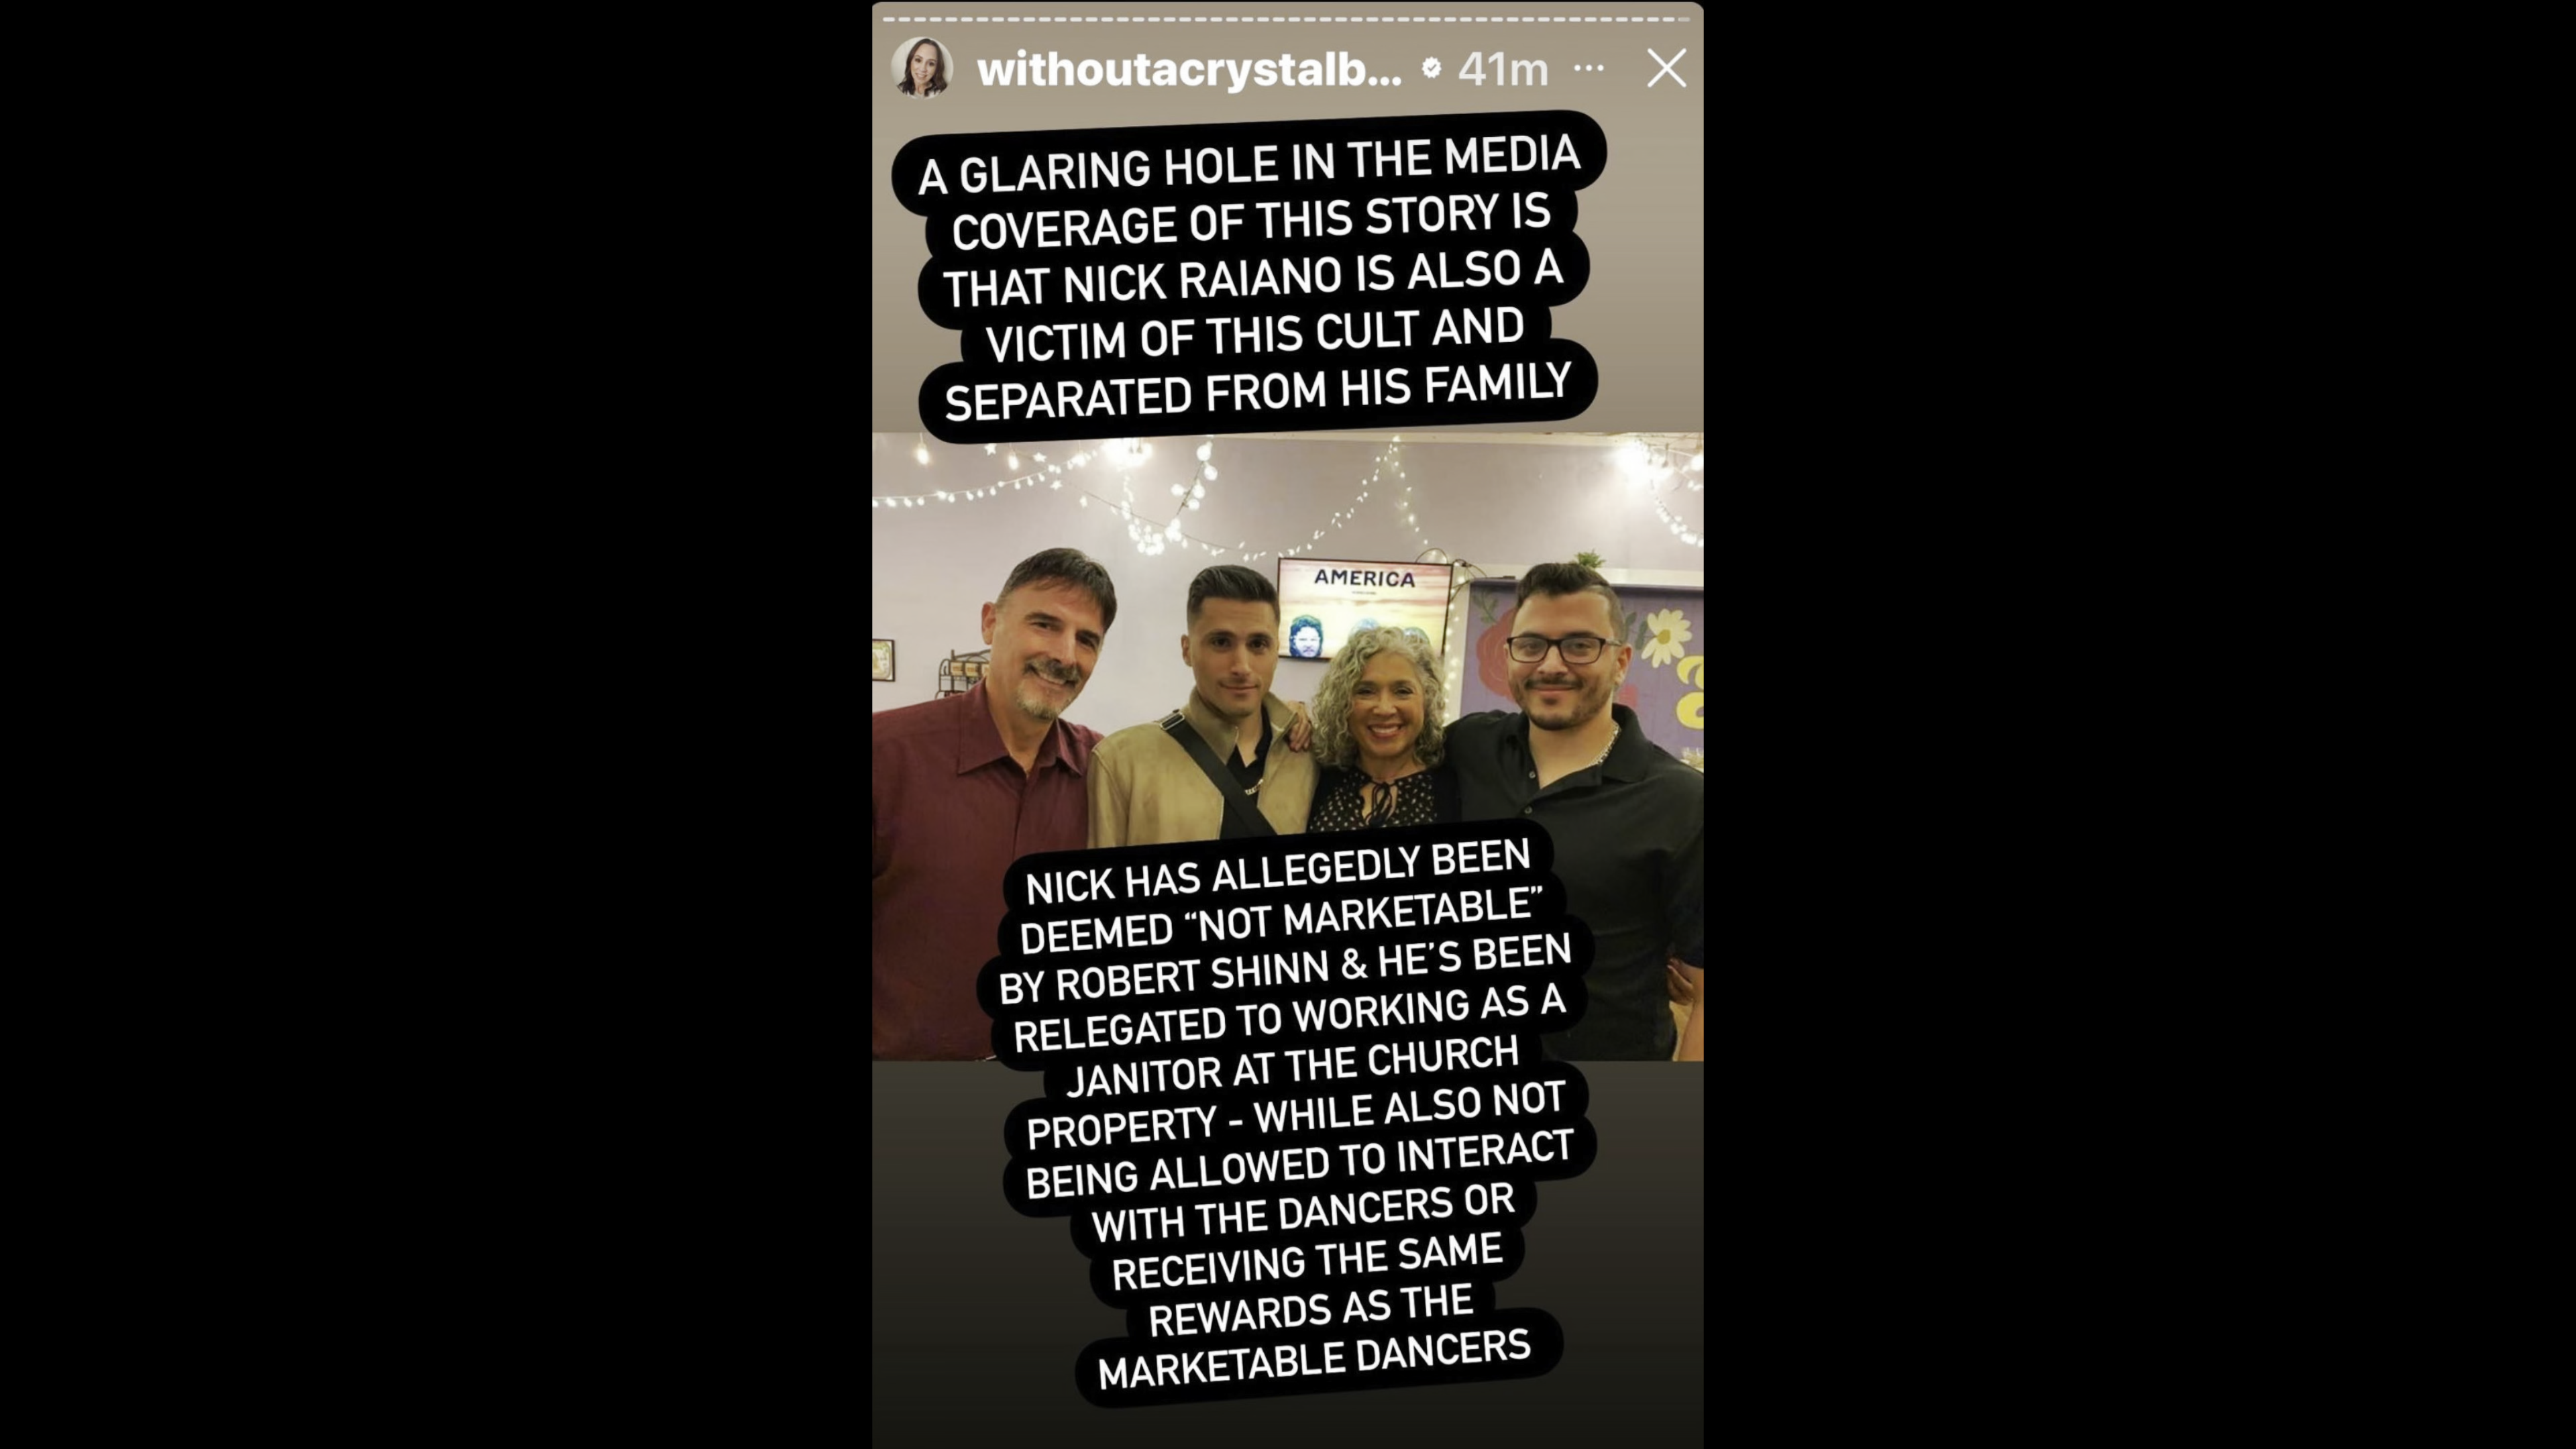 withoutacrystalb... 41m
A GLARING HOLE IN THE MEDIA
COVERAGE OF THIS STORY IS
THAT NICK RAIANO IS ALSO A
VICTIM OF THIS CULT AND
SEPARATED FROM HIS FAMILY
AMERICA
NICK HAS ALLEGEDLY BEEN
DEEMED “NOT MARKETABLE”
BY ROBERT SHINN & HE’S BEEN
RELEGATED TO WORKING AS A
JANITOR AT THE CHURCH
PROPERTY - WHILE ALSO NOT
BEING ALLOWED TO INTERACT
WITH THE DANCERS OR
RECEIVING THE SAME
REWARDS AS THE
MARKETABLE DANCERS